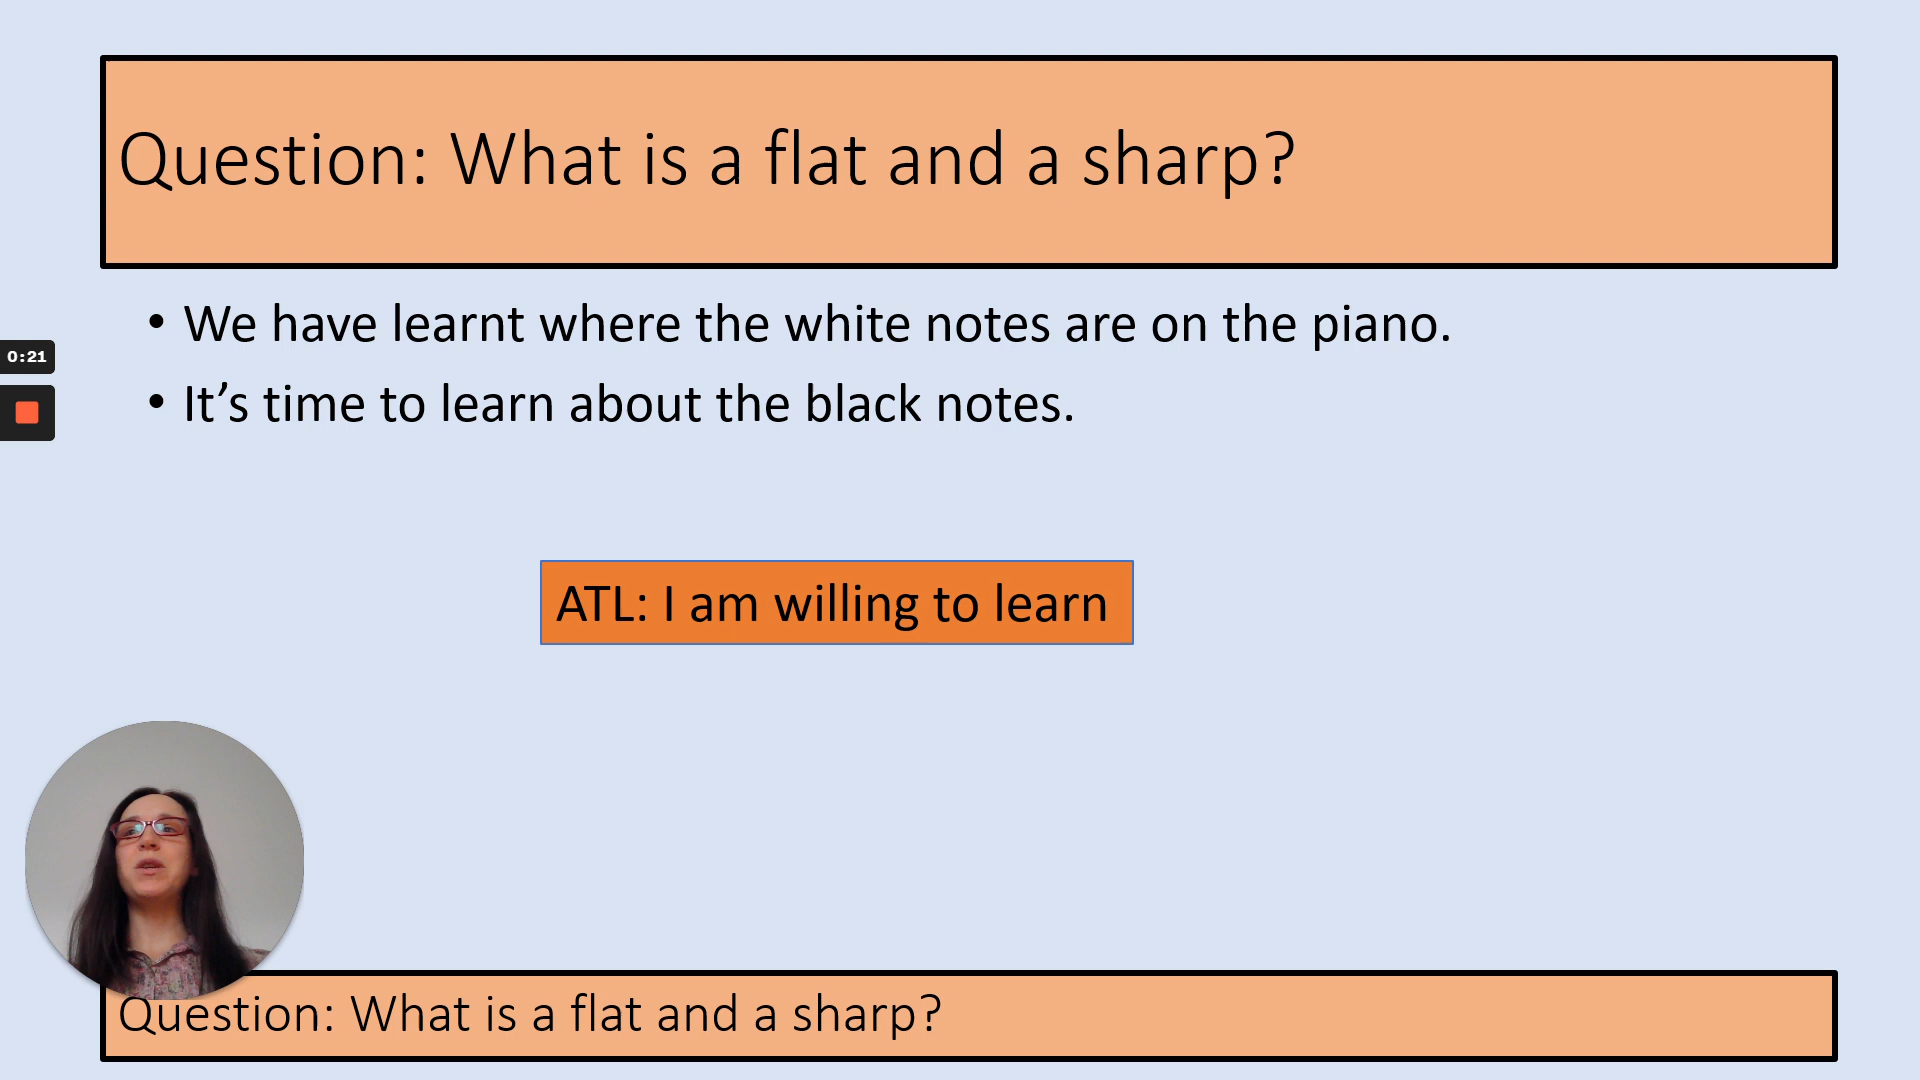 Question: What is a flat and a sharp?
• We have learnt where the white notes are on the piano.
0:21
• It’s time to learn about the black notes.
ATL: I am willing to learn
Question: What is a flat and a sharp?